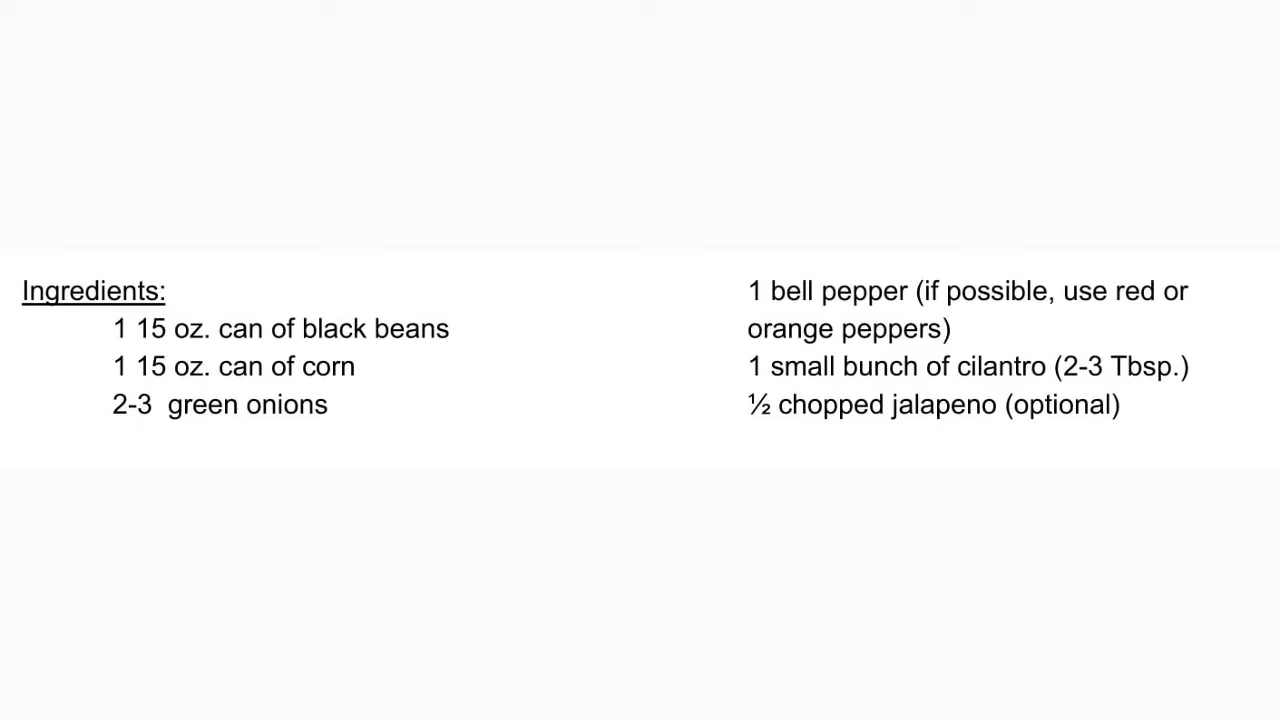 Ingredients:
1 15 oz. can of black beans
1 15 oz. can of corn
2-3  green onions
1 bell pepper (if possible, use red or
orange peppers)
1 small bunch of cilantro (2-3 Tbsp.)
½ chopped jalapeno (optional)